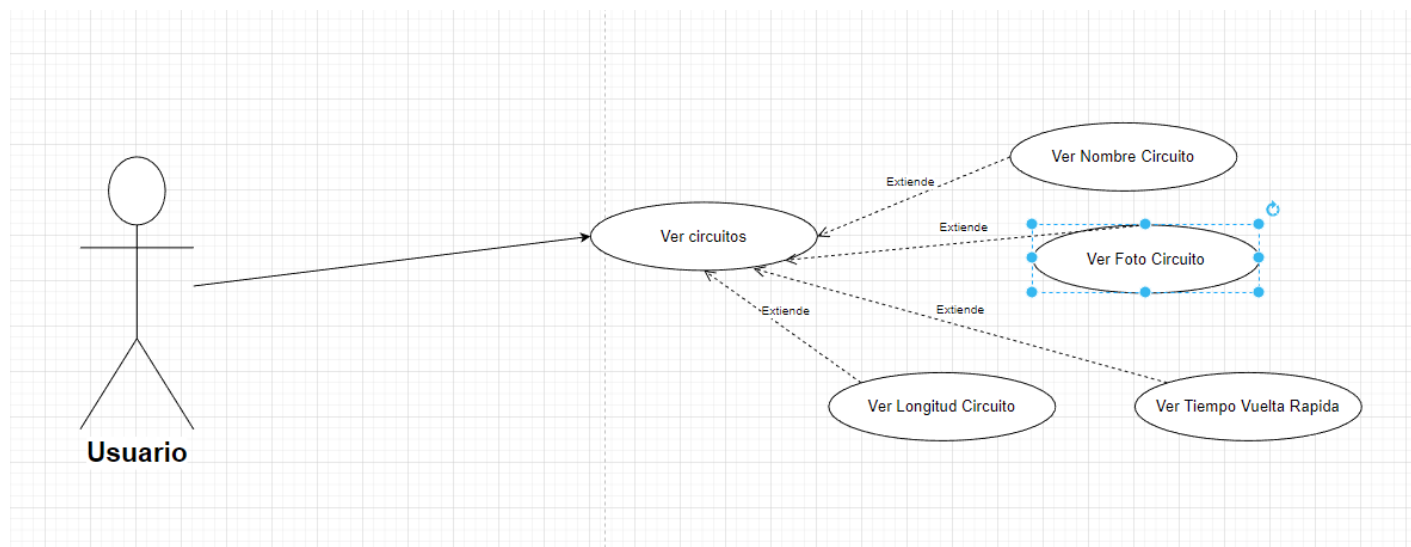 Ver Nombre Circuito
Extiende
Ver circuitos
Extiende
Ver Foto Circuito
Extiende
Extiende
Ver Longitud Circuito
Ver Tiempo Vuelta Rapida
Usuario